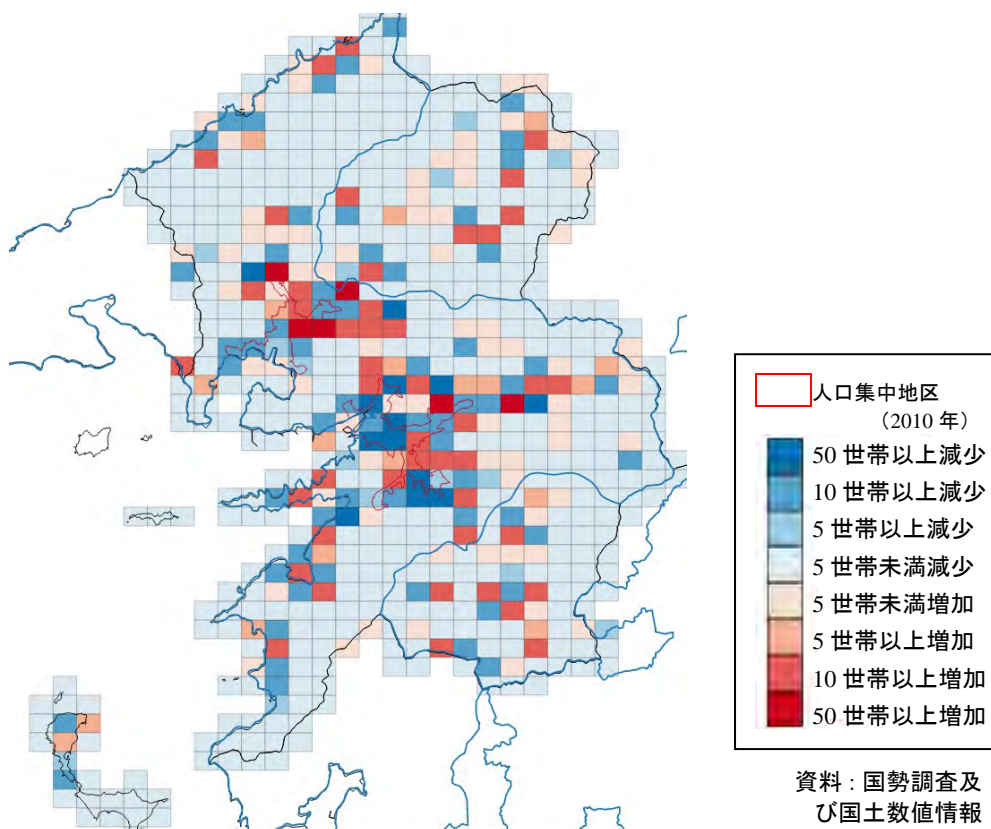 人口集中地区
(2010 年)
50 世帯以上減少
10 世帯以上減少
5 世帯以上減少
5 世帯未満減少
5 世帯未満増加
5 世帯以上増加
10 世帯以上増加
50 世帯以上増加
資料：国勢調査及
び国土数値情報